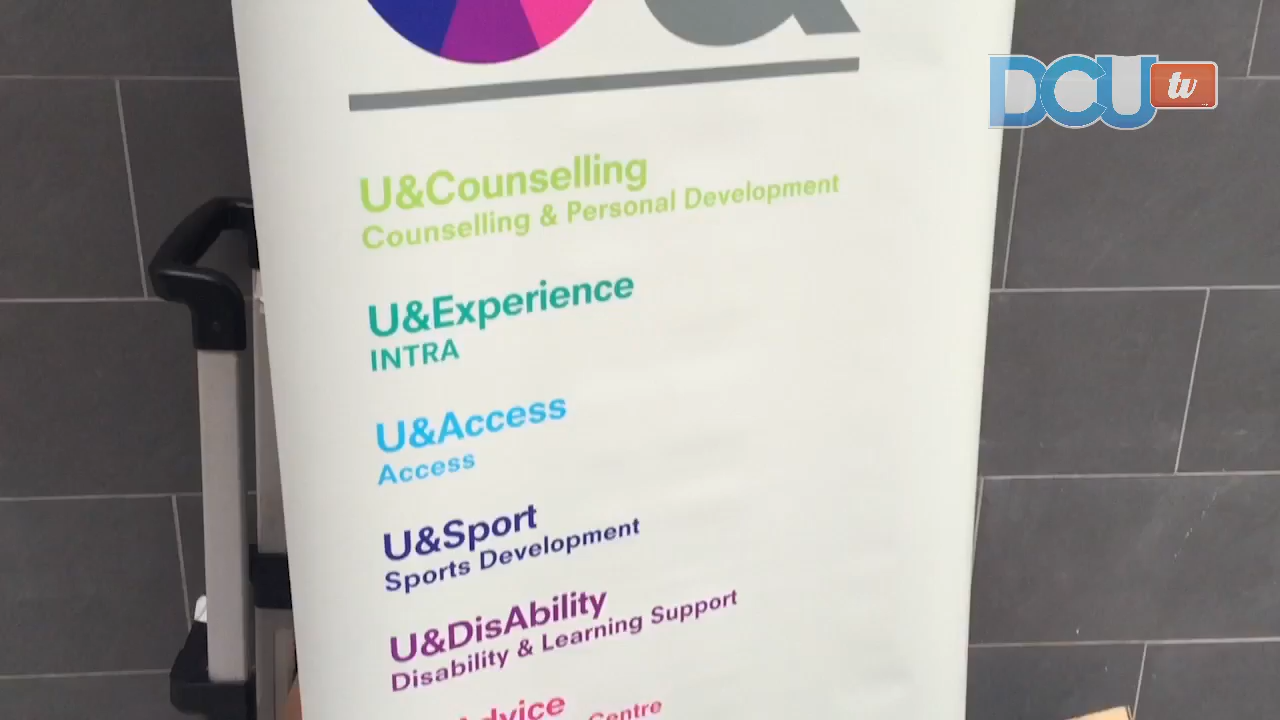 DCU tv
U&Counselling
Counselling & Personal Development
U&Experience
INTRA
U&Access
Access
U&Sport
Sports Development
U&DisAbility
Disability & Learning Support
Centre